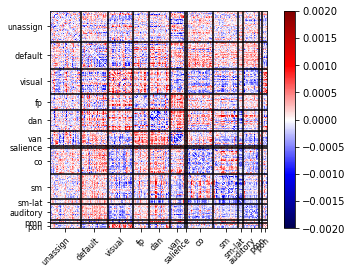 unassign
default
visual
fp
dan
van
salience
co
sm
sm-lat
auditory
pmn
pon
unassign
default
visual
fp
dan
van
salience
co
sm
sm-lat
auditory
0.0020
0.0015
0.0010
0.0005
0.0000
−0.0005
−0.0010
−0.0015
−0.0020